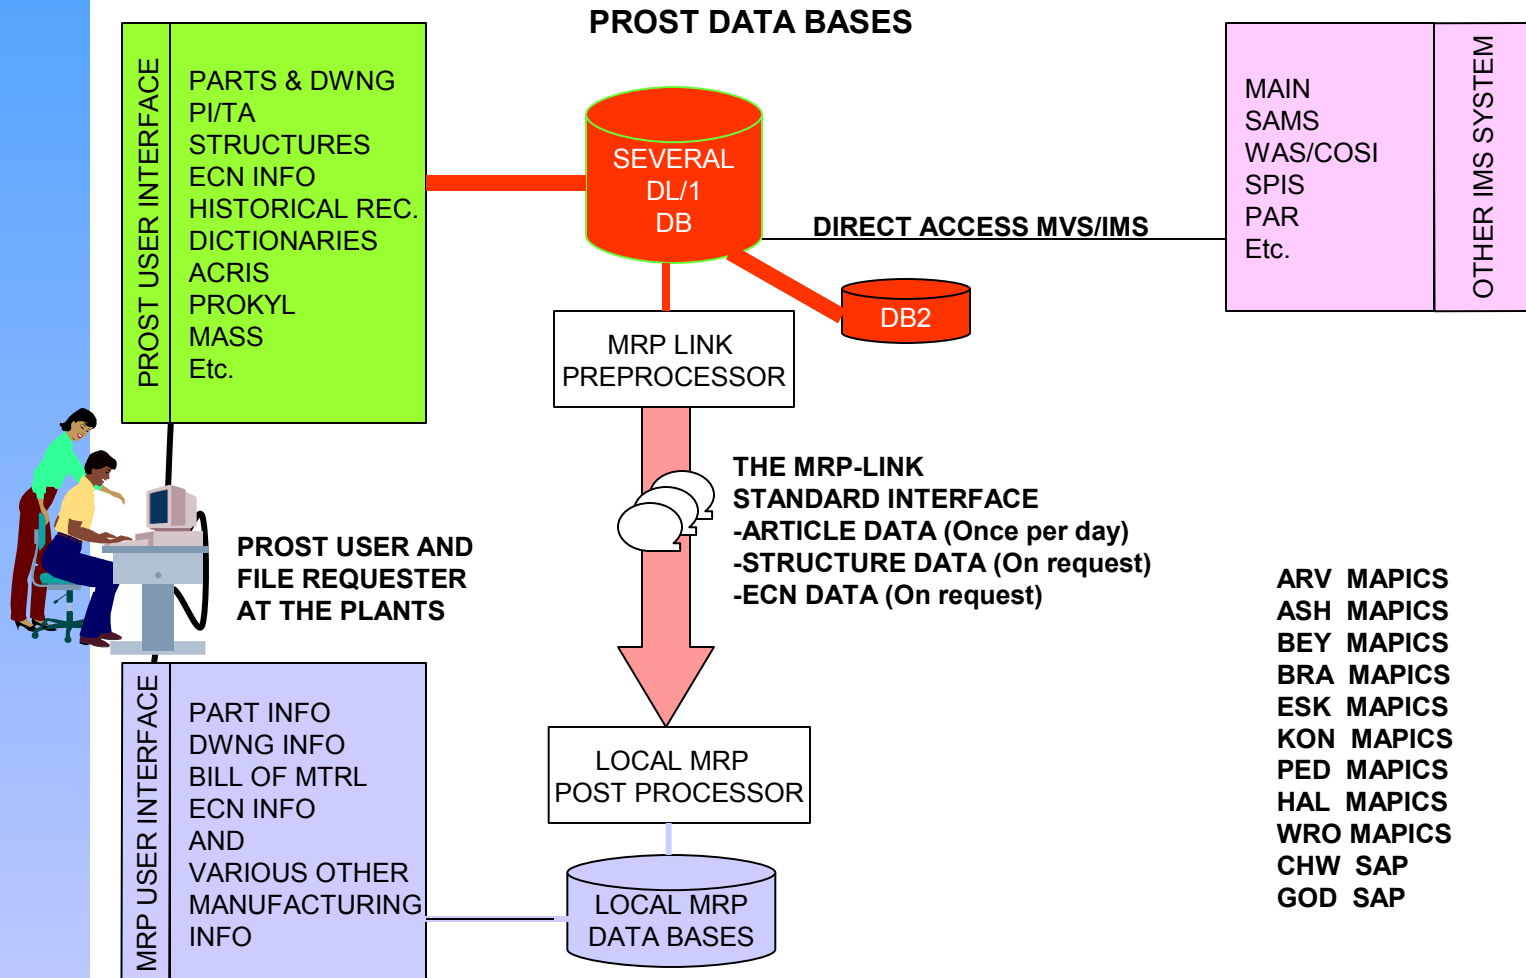 PROST DATA BASES
PROST USER INTERFACE
PARTS & DWNG
PI/TA
STRUCTURES
ECN INFO
HISTORICAL REC.
DICTIONARIES
ACRIS
PROKYL
MASS
Etc.
SEVERAL
DL/1
DB
DIRECT ACCESS MVS/IMS
DB2
MAIN
SAMS
WAS/COSI
SPIS
PAR
Etc.
OTHER IMS SYSTEM
MRP LINK
PREPROCESSOR
THE MRP-LINK
STANDARD INTERFACE
-ARTICLE DATA (Once per day)
-STRUCTURE DATA (On request)
-ECN DATA (On request)
PROST USER AND
FILE REQUESTER
AT THE PLANTS
MRP USER INTERFACE
PART INFO
DWNG INFO
BILL OF MTRL
ECN INFO
AND
VARIOUS OTHER
MANUFACTURING
INFO
LOCAL MRP
POST PROCESSOR
LOCAL MRP
DATA BASES
ARV MAPICS
ASH MAPICS
BEY MAPICS
BRA MAPICS
ESK MAPICS
KON MAPICS
PED MAPICS
HAL MAPICS
WRO MAPICS
CHW SAP
GOD SAP